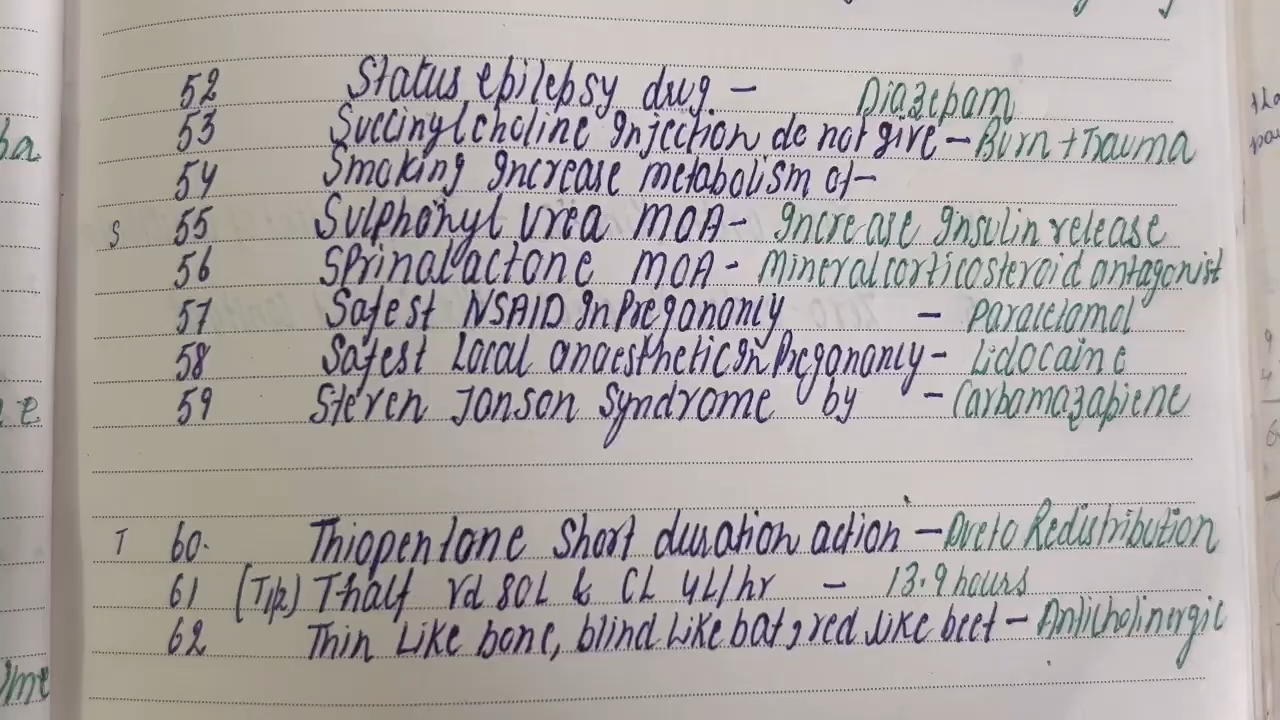 52 Status epilepsy drug - Diazepam
53 Succinylcholine Injection do not give - Burn + Trauma
54 Smoking Increase metabolism of -
S 55 Sulphonyl urea MOA - Increase Insulin release
56 Sprinalactone MOA - Mineralcorticosteroid antagonist
57 Safest NSAID In Pregonancy - Paracetamol
58 Safest Local anaesthetic In Pregonancy - Lidocaine
59 Steven Jonson Syndrome by - Carbamazapiene
T 60. Thiopentone Short duration action - Due to Redistribution
61 (T1/2) T half Vd 80L & CL 4L/hr - 13.9 hours
62 Thin Like bone, blind Like bat, red like beet - Anticholinergic